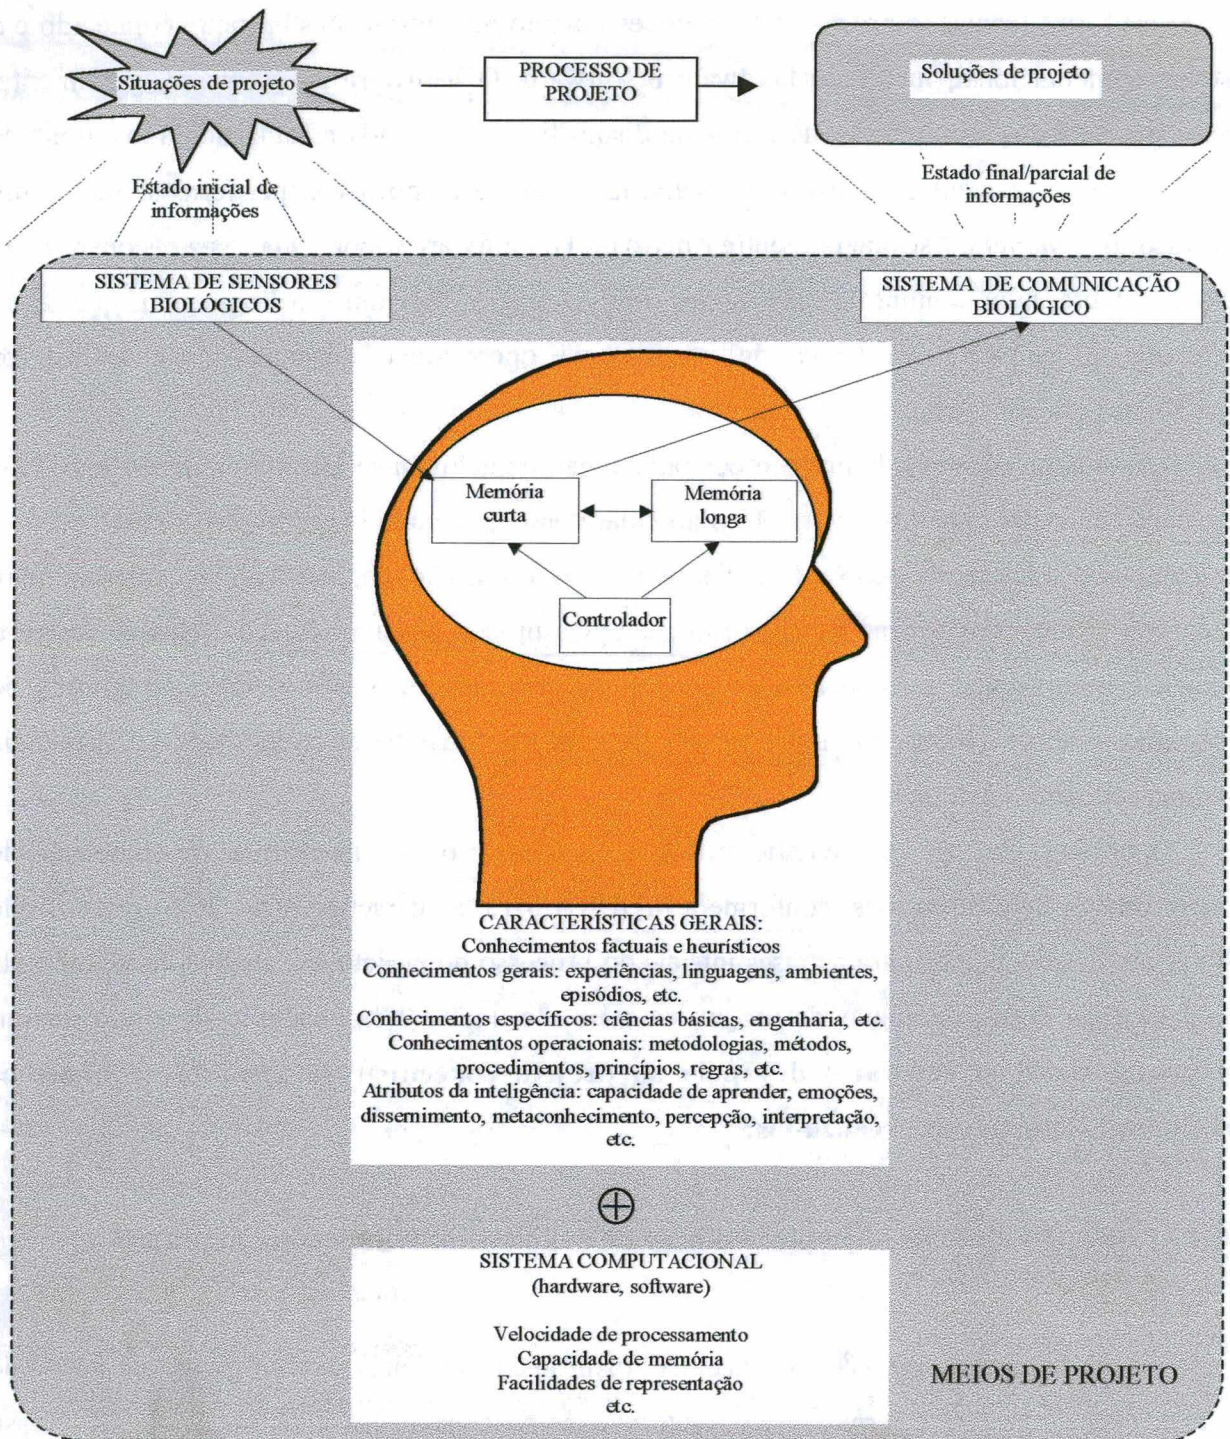 Situações de projeto
PROCESSO DE
PROJETO
Soluções de projeto
Estado inicial de
informações
Estado final/parcial de
informações
SISTEMA DE SENSORES
BIOLÓGICOS
SISTEMA DE COMUNICAÇÃO
BIOLÓGICO
Memória
curta
Memória
longa
Controlador
CARACTERÍSTICAS GERAIS:
Conhecimentos factuais e heurísticos
Conhecimentos gerais: experiências, linguagens, ambientes,
episódios, etc.
Conhecimentos específicos: ciências básicas, engenharia, etc.
Conhecimentos operacionais: metodologias, métodos,
procedimentos, princípios, regras, etc.
Atributos da inteligência: capacidade de aprender, emoções,
dissernimento, metaconhecimento, percepção, interpretação,
etc.
SISTEMA COMPUTACIONAL
(hardware, software)
Velocidade de processamento
Capacidade de memória
Facilidades de representação
etc.
MEIOS DE PROJETO